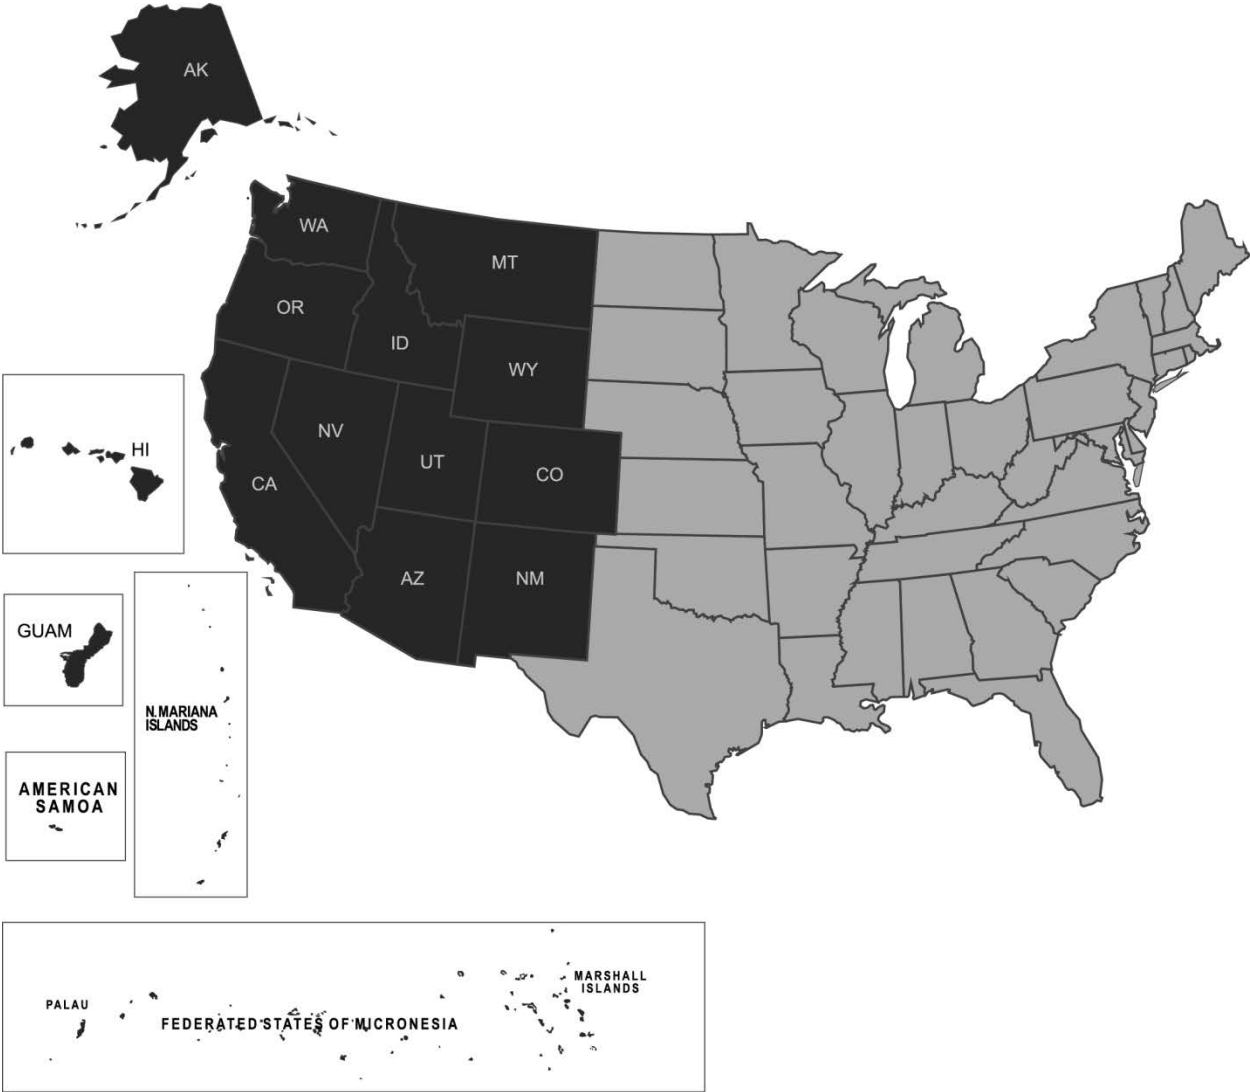 AK
WA
MT
OR
ID
WY
HI
NV
UT
CO
CA
AZ
NM
GUAM
N.MARIANA
ISLANDS
AMERICAN
SAMOA
MARSHALL
ISLANDS
PALAU
FEDERATED STATES OF MICRONESIA